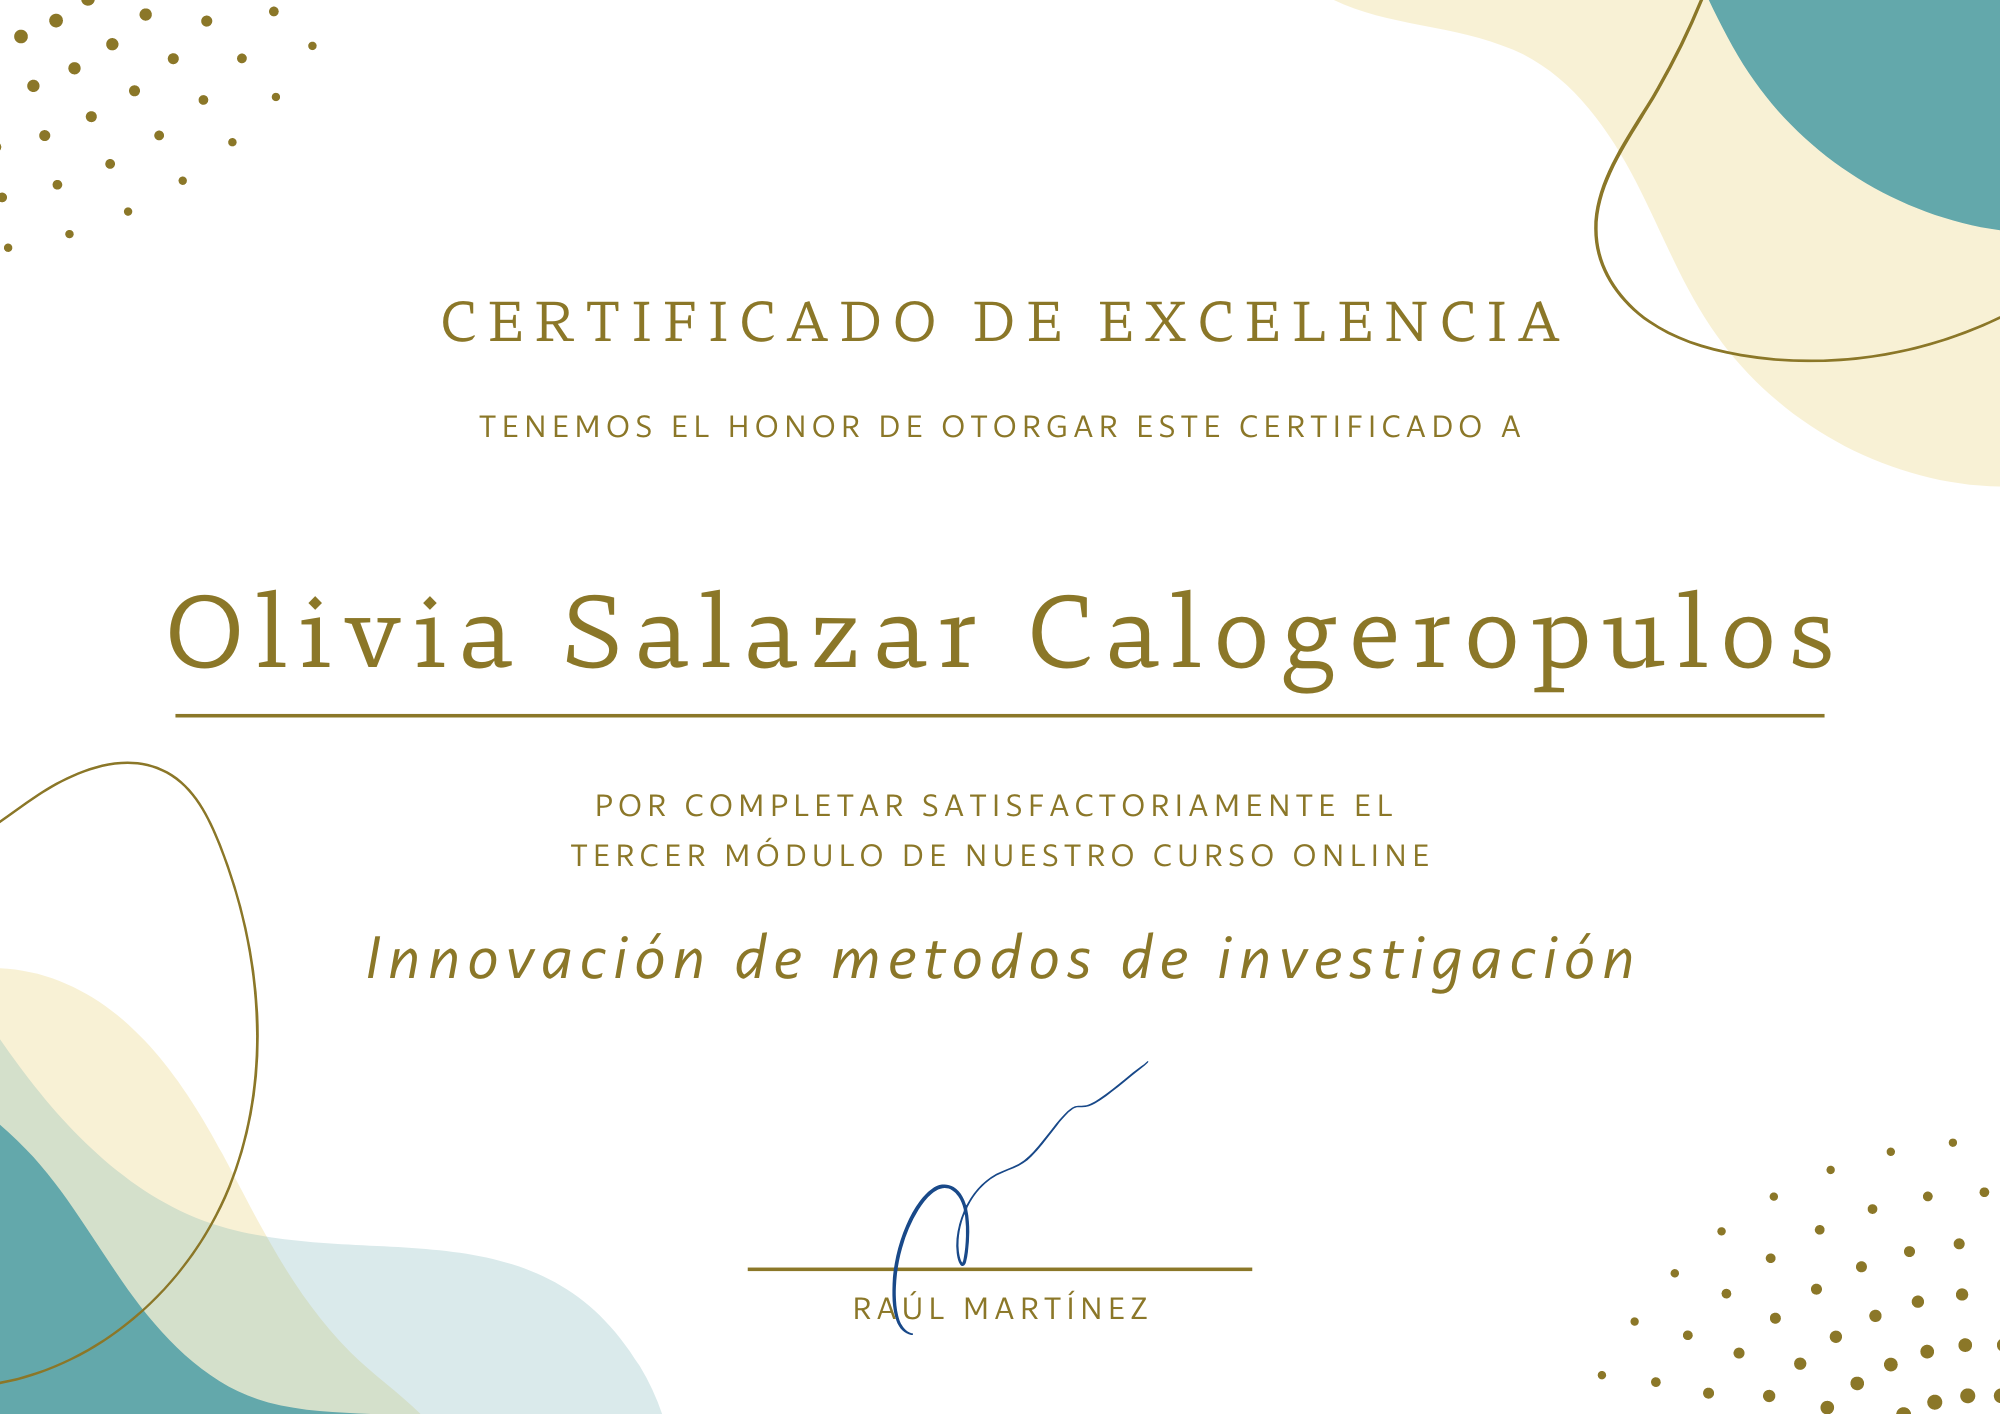 CERTIFICADO DE EXCELENCIA
TENEMOS EL HONOR DE OTORGAR ESTE CERTIFICADO A
Olivia Salazar Calogeropulos
POR COMPLETAR SATISFACTORIAMENTE EL
TERCER MÓDULO DE NUESTRO CURSO ONLINE
Innovación de metodos de investigación
RAÚL MARTÍNEZ